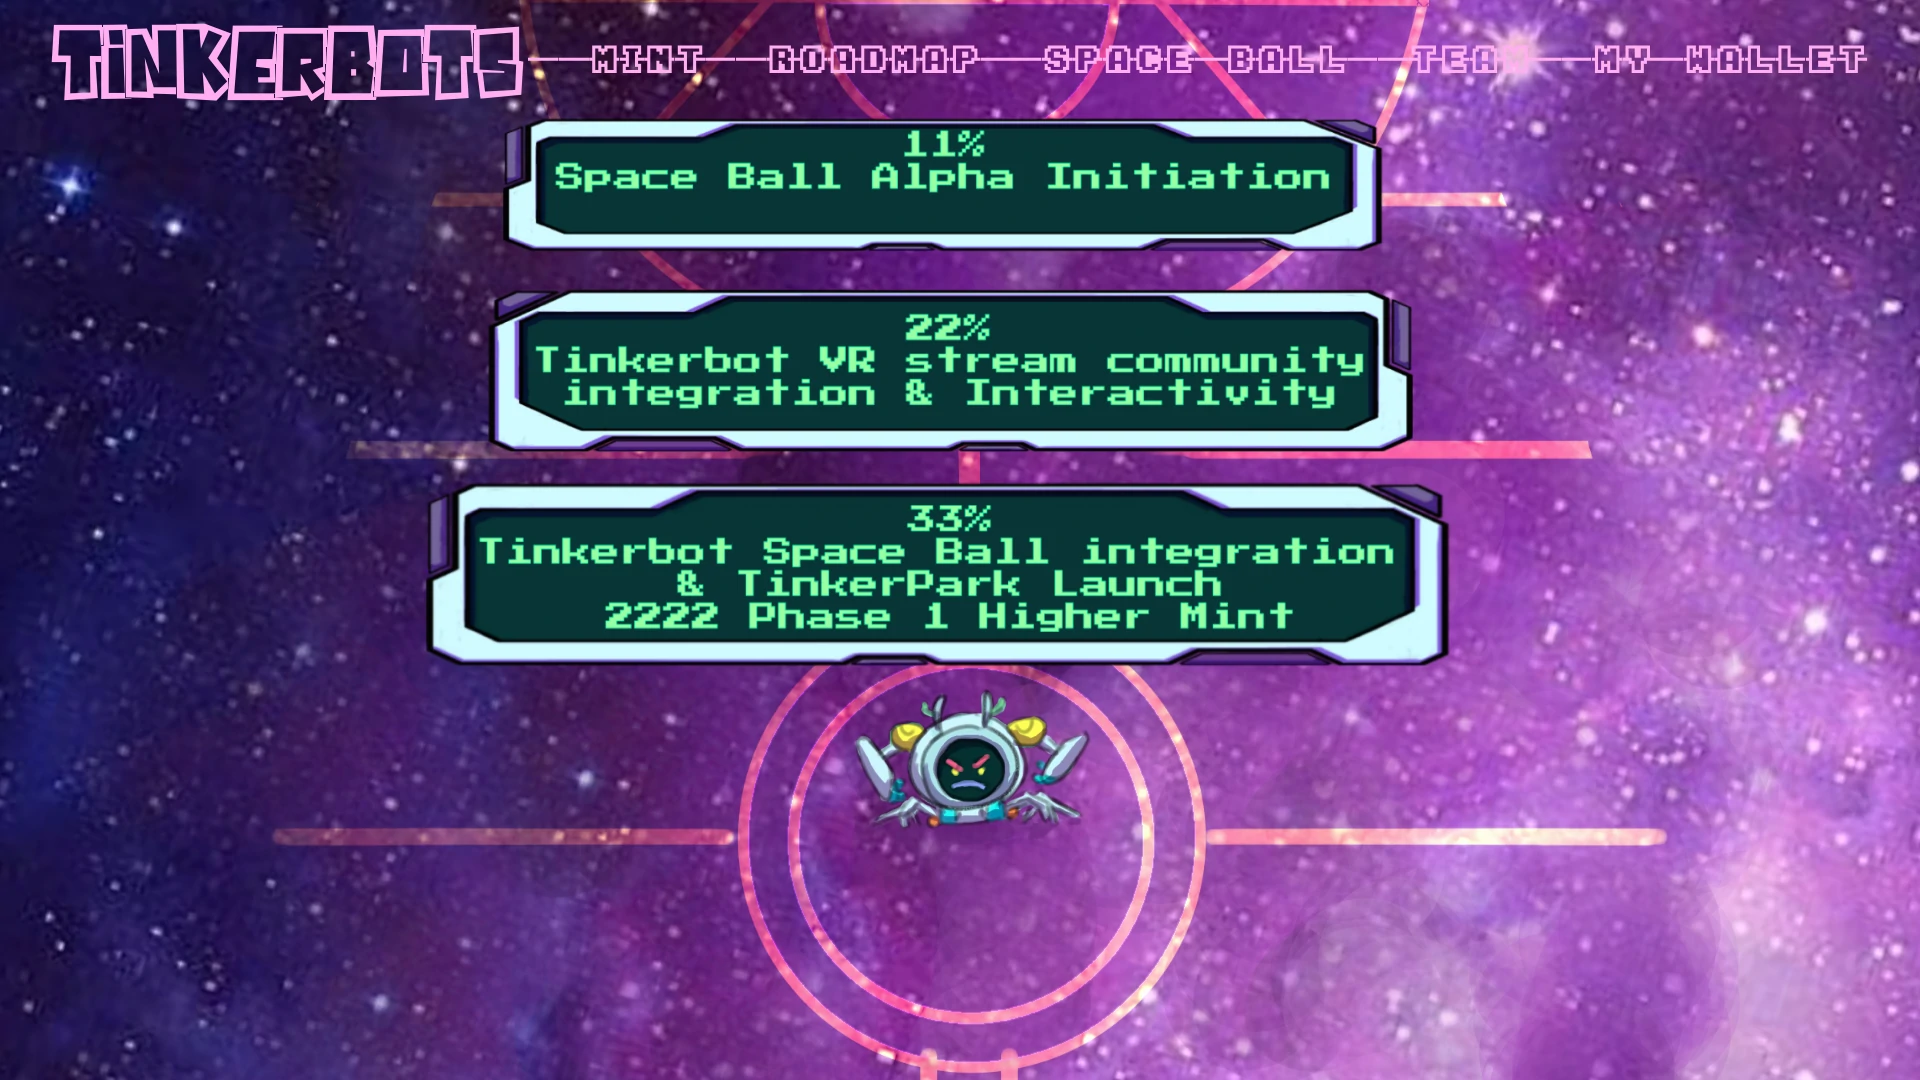 TiNKERBOTS
MINT ROADMAP SPACE BALL TEAM MY WALLET
11%
Space Ball Alpha Initiation
22%
Tinkerbot VR stream community
integration & Interactivity
33%
Tinkerbot Space Ball integration
& TinkerPark Launch
2222 Phase 1 Higher Mint